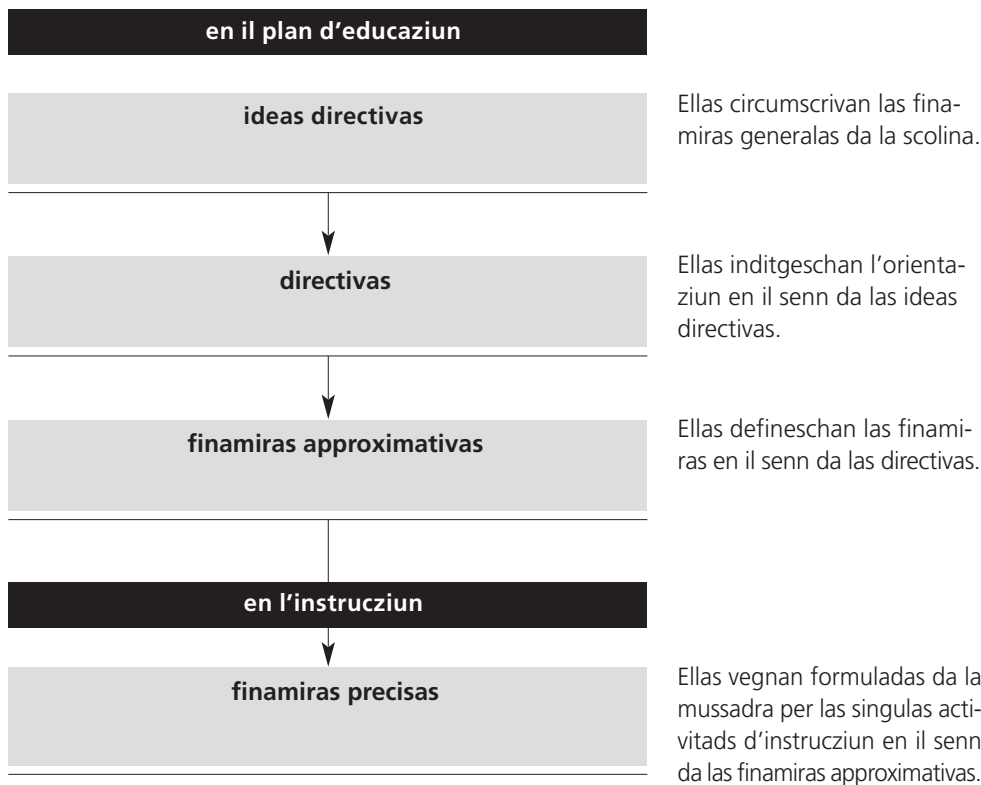 en il plan d’educaziun
ideas directivas
Ellas circumscrivan las fina-
miras generalas da la scolina.
directivas
Ellas inditgeschan l’orienta-
ziun en il senn da las ideas
directivas.
finamiras approximativas
Ellas defineschan las finami-
ras en il senn da las directivas.
en l’instrucziun
finamiras precisas
Ellas vegnan formuladas da la
mussadra per las singulas acti-
vitads d’instrucziun en il senn
da las finamiras approximativas.